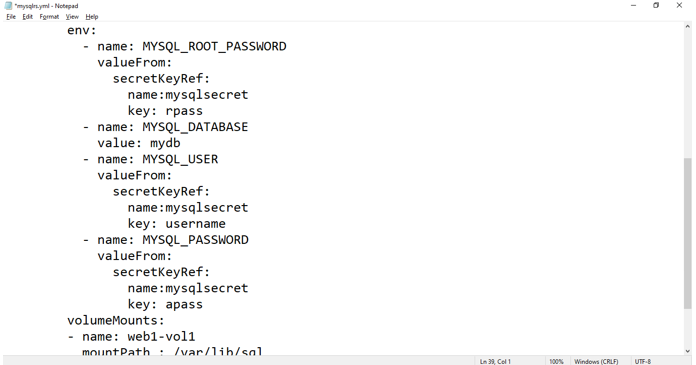 *mysqlrs.yml - Notepad
File Edit Format View Help
env:
- name: MYSQL_ROOT_PASSWORD
valueFrom:
secretKeyRef:
name:mysqlsecret
key: rpass
- name: MYSQL_DATABASE
value: mydb
- name: MYSQL_USER
valueFrom:
secretKeyRef:
name:mysqlsecret
key: username
- name: MYSQL_PASSWORD
valueFrom:
secretKeyRef:
name:mysqlsecret
key: apass
volumeMounts:
- name: web1-vol1
mountPath : /var/lib/sql
Ln 39, Col 1 100% Windows (CRLF) UTF-8